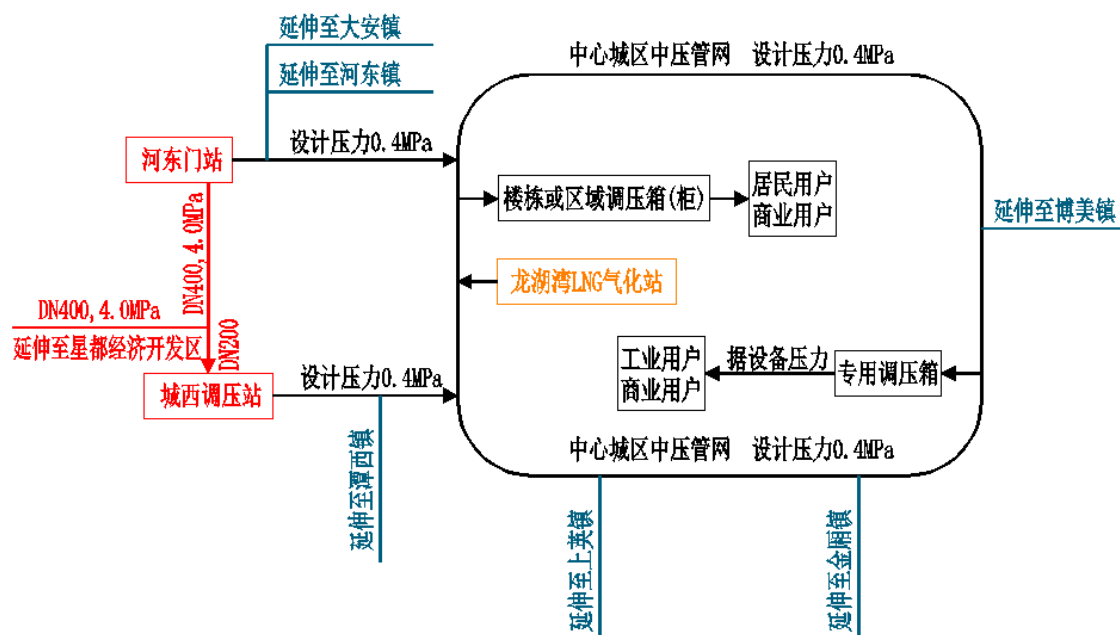 延伸至大安镇
延伸至河东镇
中心城区中压管网 设计压力0.4MPa
河东门站
设计压力0.4MPa
楼栋或区域调压箱(柜)
居民用户
商业用户
延伸至博美镇
DN400,4.0MPa
龙湖湾LNG气化站
DN400,4.0MPa
延伸至星都经济开发区
DN200
城西调压站
设计压力0.4MPa
工业用户
商业用户
据设备压力
专用调压箱
中心城区中压管网 设计压力0.4MPa
延伸至潭西镇
延伸至上英镇
延伸至金厢镇